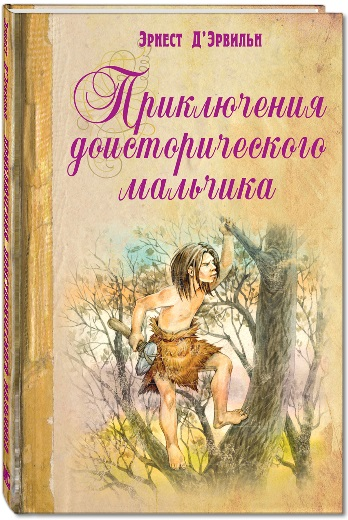 Эрнест Д'Эрвильи
Приключения
доисторического
мальчика